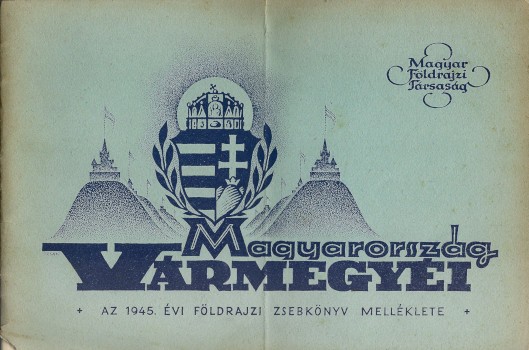 Magyar
Földrajzi
Társaság
Magyarország
VÁRMEGYÉI
+ AZ 1945. ÉVI FÖLDRAJZI ZSEBKÖNYV MELLÉKLETE +